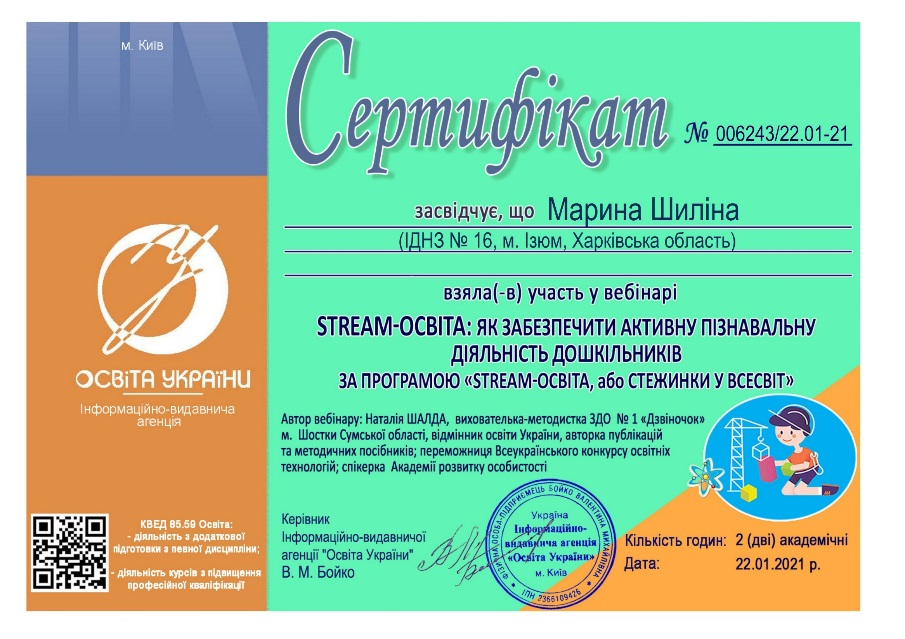 м. Київ
Сертифікат
№ 006243/22.01-21
засвідчує, що Марина Шиліна
(ІДНЗ № 16, м. Ізюм, Харківська область)
взяла(-в) участь у вебінарі
STREAM-ОСВІТА: ЯК ЗАБЕЗПЕЧИТИ АКТИВНУ ПІЗНАВАЛЬНУ
ДІЯЛЬНІСТЬ ДОШКІЛЬНИКІВ
ЗА ПРОГРАМОЮ «STREAM-ОСВІТА, або СТЕЖИНКИ У ВСЕСВІТ»
ОСВІТА УКРАЇНИ
Інформаційно-видавнича
агенція
Автор вебінару: Наталія ШАЛДА, вихователька-методистка ЗДО № 1 «Дзвіночок»
м. Шостки Сумської області, відмінник освіти України, авторка публікацій
та методичних посібників; переможниця Всеукраїнського конкурсу освітніх
технологій; спікерка Академії розвитку особистості
КВЕД 85.59 Освіта:
- діяльність з додаткової
підготовки з певної дисципліни;
- діяльність курсів з підвищення
професійної кваліфікації
Керівник
Інформаційно-видавничої
агенції "Освіта України"
В. М. Бойко
ФІЗИЧНА ОСОБА-ПІДПРИЄМЕЦЬ БОЙКО ВАЛЕНТИНА МИХАЙЛІВНА
Україна
Інформаційно-
видавнича агенція
«Освіта України»
м. Київ
ІПН 2365109426
Кількість годин: 2 (дві) академічні
Дата: 22.01.2021 р.